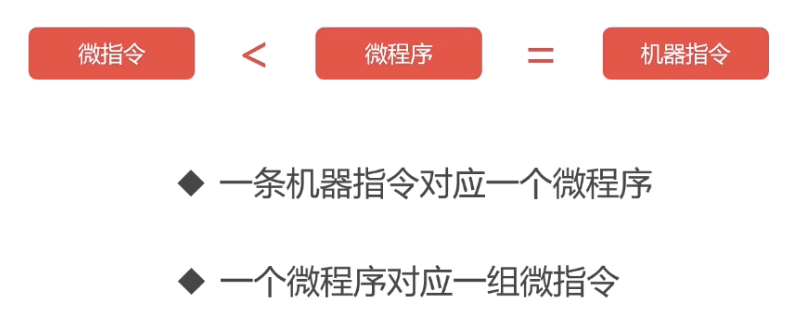 微指令 < 微程序 = 机器指令
◆ 一条机器指令对应一个微程序
◆ 一个微程序对应一组微指令